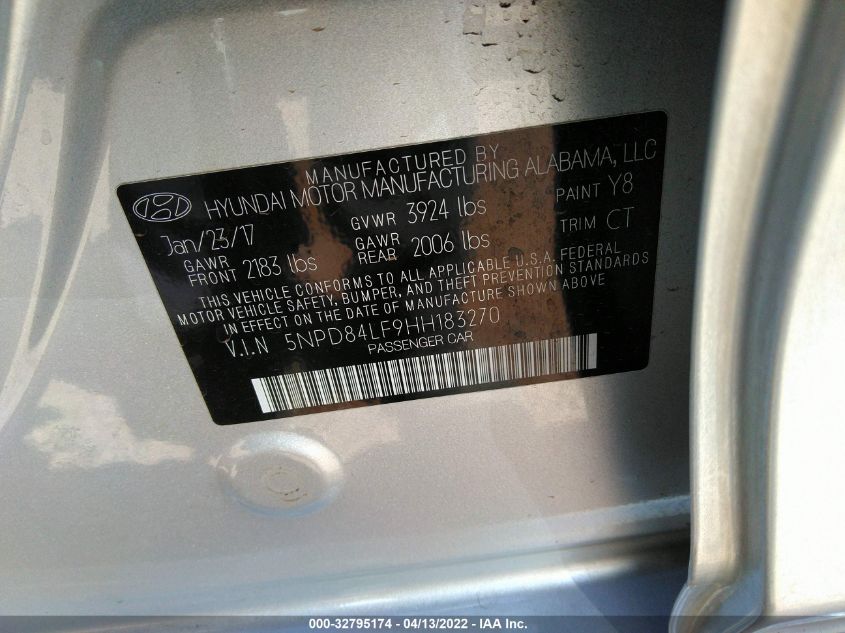 MANUFACTURED BY
HYUNDAI MOTOR MANUFACTURING ALABAMA, LLC
Jan/23/17 GVWR 3924 lbs PAINT Y8
GAWR FRONT 2183 lbs GAWR REAR 2006 lbs TRIM CT
THIS VEHICLE CONFORMS TO ALL APPLICABLE U.S.A. FEDERAL
MOTOR VEHICLE SAFETY, BUMPER, AND THEFT PREVENTION STANDARDS
IN EFFECT ON THE DATE OF MANUFACTURE SHOWN ABOVE
V.I.N 5NPD84LF9HH183270
PASSENGER CAR
000-32795174 - 04/13/2022 - IAA Inc.